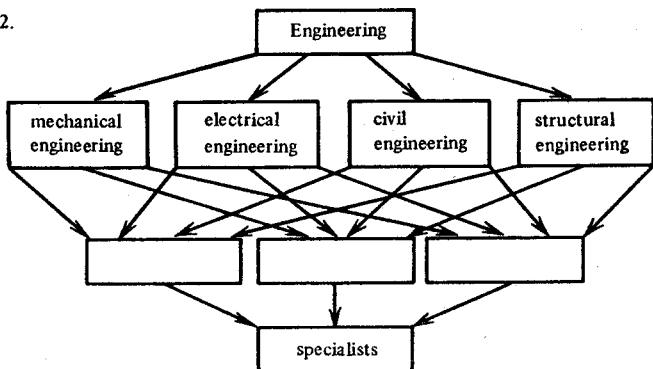 2.
Engineering
mechanical
engineering
electrical
engineering
civil
engineering
structural
engineering
specialists